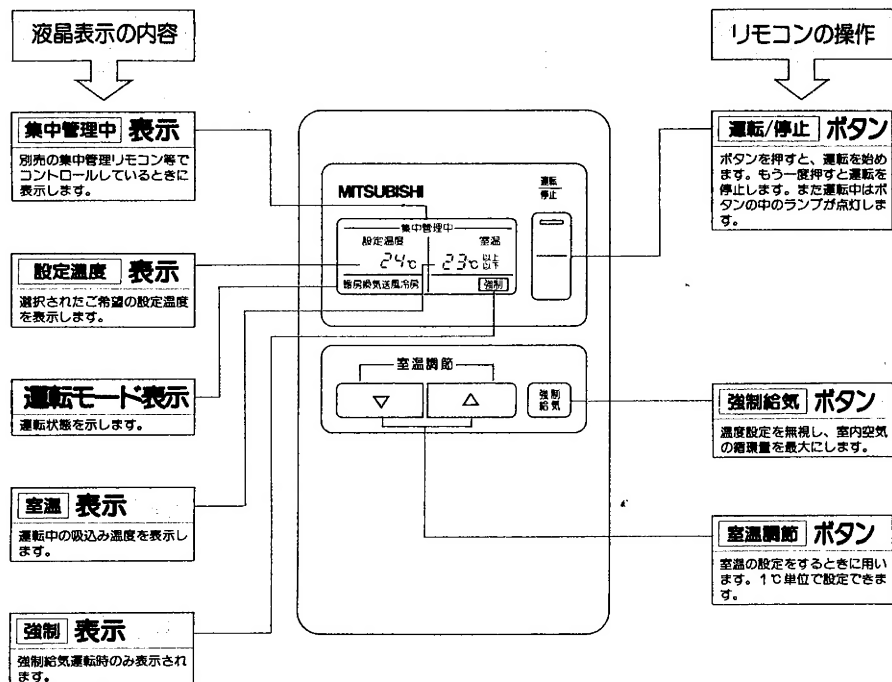 液晶表示の内容
集中管理中 表示
別売の集中管理リモコン等で
コントロールしているときに
表示します。
設定温度 表示
選択されたご希望の設定温度
を表示します。
運転モード表示
運転状態を示します。
室温 表示
運転中の吸込み温度を表示し
ます。
強制 表示
強制給気運転時のみ表示され
ます。
MITSUBISHI
運転
停止
集中管理中
設定温度 室温
24℃ 23℃ 以上
以下
暖房換気送風冷房 強制
室温調節
▽ △
強制
給気
リモコンの操作
運転/停止 ボタン
ボタンを押すと、運転を始め
ます。もう一度押すと運転を
停止します。また運転中はボ
タンの中のランプが点灯しま
す。
強制給気 ボタン
温度設定を無視し、室内空気
の循環量を最大にします。
室温調節 ボタン
室温の設定をするときに用い
ます。1℃単位で設定できま
す。